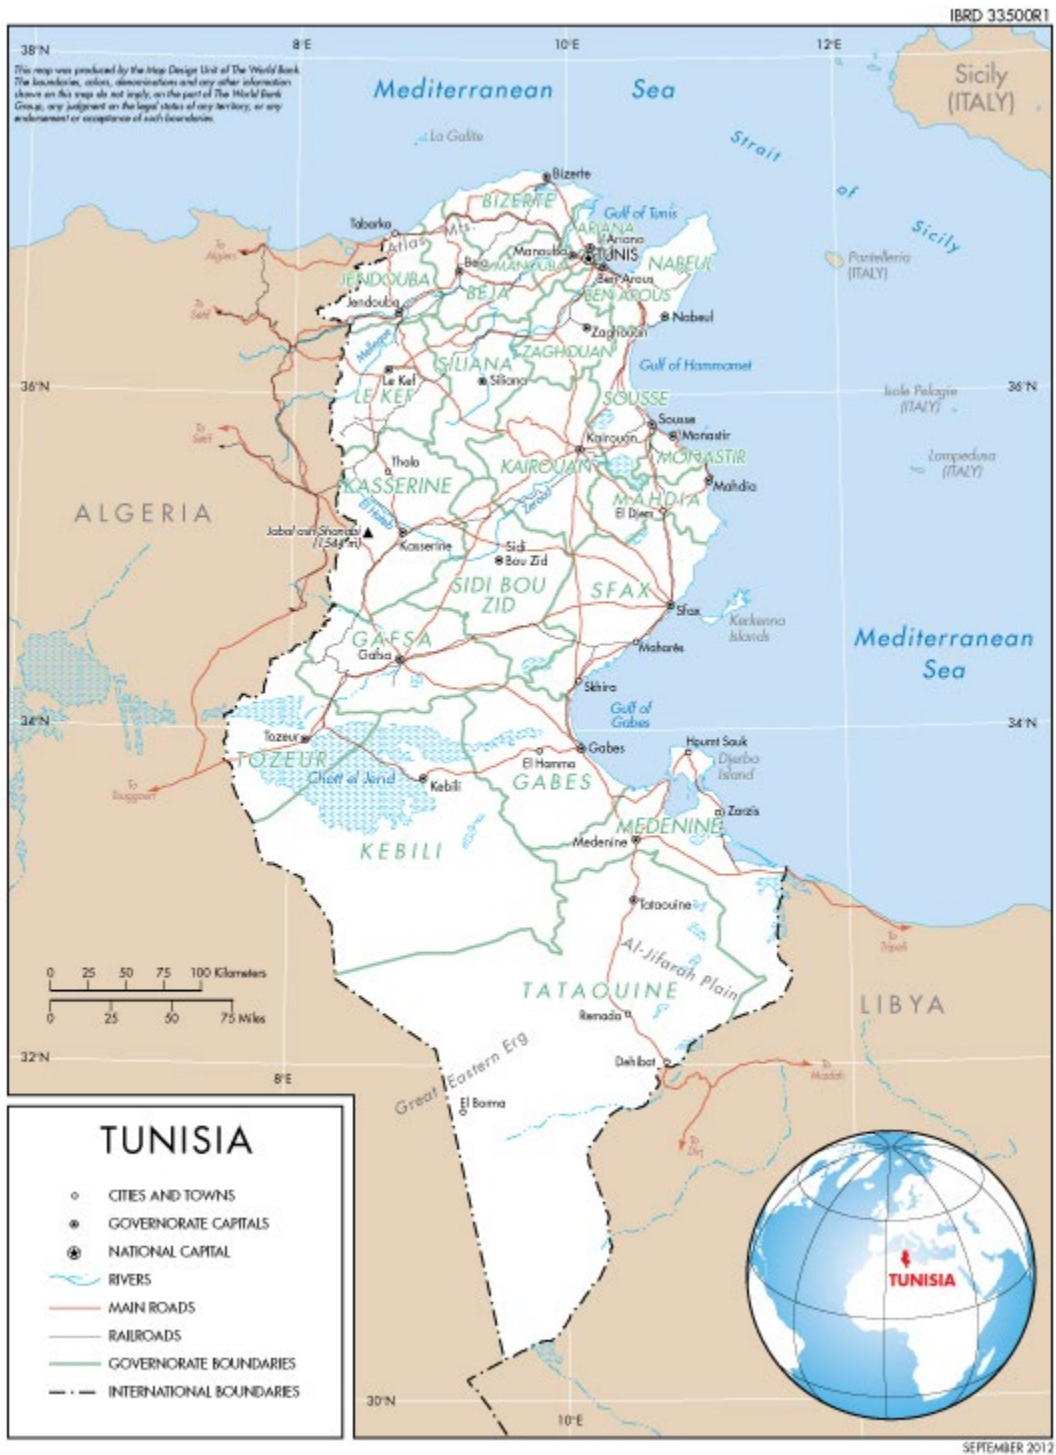 IBRD 33500R1
38°N
8°E
10°E
12°E
This map was produced by the Map Design Unit of The World Bank.
The boundaries, colors, denominations and any other information
shown on this map do not imply, on the part of The World Bank
Group, any judgment on the legal status of any territory, or any
endorsement or acceptance of such boundaries.
Mediterranean Sea
Sicily
(ITALY)
La Galite
Strait
of
Sicily
Bizerte
BIZERTE
Gulf of Tunis
Tabarka
Atlas Mts.
ARIANA
l'Ariana
To
Algiers
Manouba
TUNIS
Beja
MANOUBA
NABEUL
Pantelleria
(ITALY)
JENDOUBA
Ben Arous
BEJA
BEN AROUS
Jendouba
To
Setif
Nabeul
Zaghouan
Mellegue
ZAGHOUAN
SILIANA
Gulf of Hammamet
Le Kef
Siliana
36°N
36°N
LE KEF
Isole Pelagie
(ITALY)
SOUSSE
Sousse
To
Setif
Kairouan
Monastir
MONASTIR
Lampedusa
(ITALY)
Thala
KAIROUAN
KASSERINE
Mahdia
MAHDIA
El Hateb
Zeroud
El Djem
ALGERIA
Jabal ash Shanabi
(1544 m)
Kasserine
Sidi
Bou Zid
SIDI BOU
ZID
SFAX
Sfax
Kerkenna
Islands
GAFSA
Gafsa
Maharès
Mediterranean
Sea
Skhira
Gulf of
Gabes
34°N
34°N
Tozeur
Gabes
Houmt Souk
TOZEUR
El Hamma
Djerba
Island
Chott el Jerid
Kebili
GABES
To
Touggourt
Zarzis
MEDENINE
Medenine
KEBILI
Tataouine
To
Tripoli
Al-Jifarah Plain
0 25 50 75 100 Kilometers
0 25 50 75 Miles
TATAOUINE
LIBYA
Remada
32°N
8°E
Great Eastern Erg
Dehibat
To
Madah
El Borma
To
Dirj
TUNISIA
CITIES AND TOWNS
GOVERNORATE CAPITALS
NATIONAL CAPITAL
RIVERS
MAIN ROADS
RAILROADS
GOVERNORATE BOUNDARIES
INTERNATIONAL BOUNDARIES
TUNISIA
30°N
10°E
SEPTEMBER 2012